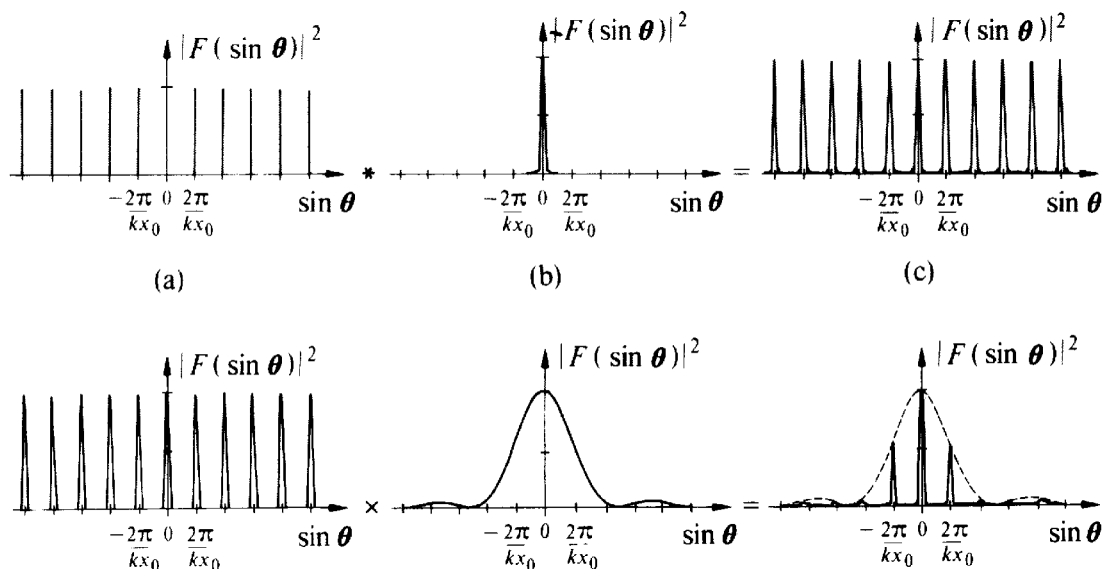 |F(sin θ)|² |F(sin θ)|² |F(sin θ)|²
* =
−2π/kx₀ 0 2π/kx₀ sin θ −2π/kx₀ 0 2π/kx₀ sin θ −2π/kx₀ 0 2π/kx₀ sin θ
(a) (b) (c)
|F(sin θ)|² |F(sin θ)|² |F(sin θ)|²
× =
−2π/kx₀ 0 2π/kx₀ sin θ −2π/kx₀ 0 2π/kx₀ sin θ −2π/kx₀ 0 2π/kx₀ sin θ